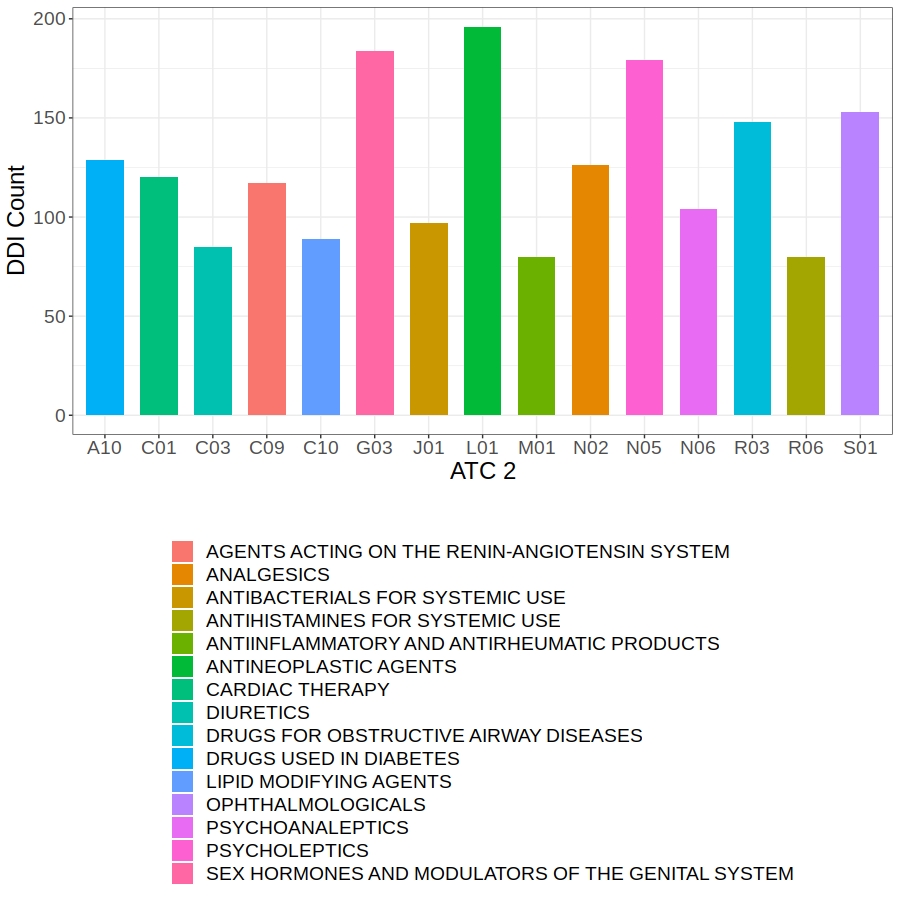 200
150
100
50
0
DDI Count
A10 C01 C03 C09 C10 G03 J01 L01 M01 N02 N05 N06 R03 R06 S01
ATC 2
AGENTS ACTING ON THE RENIN-ANGIOTENSIN SYSTEM
ANALGESICS
ANTIBACTERIALS FOR SYSTEMIC USE
ANTIHISTAMINES FOR SYSTEMIC USE
ANTIINFLAMMATORY AND ANTIRHEUMATIC PRODUCTS
ANTINEOPLASTIC AGENTS
CARDIAC THERAPY
DIURETICS
DRUGS FOR OBSTRUCTIVE AIRWAY DISEASES
DRUGS USED IN DIABETES
LIPID MODIFYING AGENTS
OPHTHALMOLOGICALS
PSYCHOANALEPTICS
PSYCHOLEPTICS
SEX HORMONES AND MODULATORS OF THE GENITAL SYSTEM